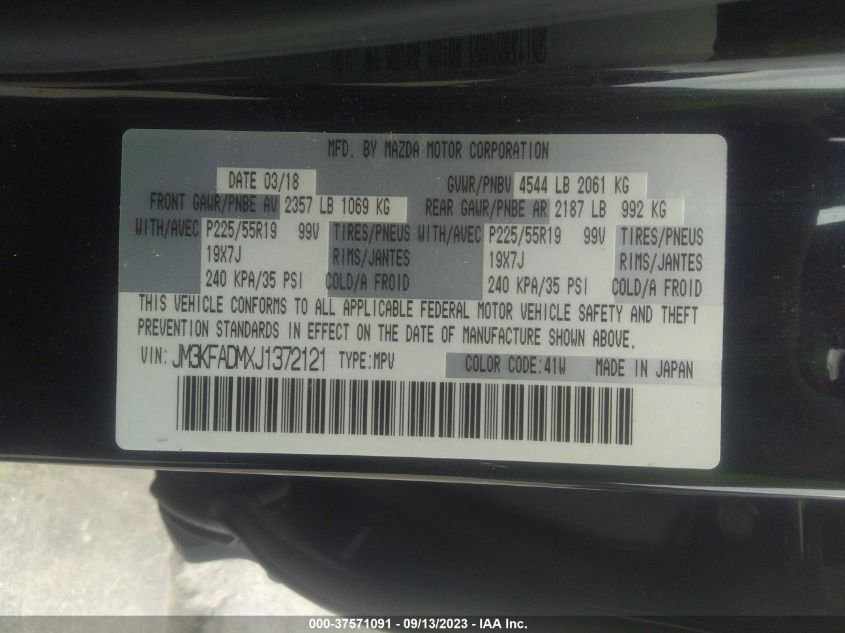 MFD. BY MAZDA MOTOR CORPORATION
DATE 03/18 GVWR/PNBV 4544 LB 2061 KG
FRONT GAWR/PNBE AV 2357 LB 1069 KG REAR GAWR/PNBE AR 2187 LB 992 KG
WITH/AVEC P225/55R19 99V TIRES/PNEUS WITH/AVEC P225/55R19 99V TIRES/PNEUS
19X7J RIMS/JANTES 19X7J RIMS/JANTES
240 KPA/35 PSI COLD/A FROID 240 KPA/35 PSI COLD/A FROID
THIS VEHICLE CONFORMS TO ALL APPLICABLE FEDERAL MOTOR VEHICLE SAFETY AND THEFT
PREVENTION STANDARDS IN EFFECT ON THE DATE OF MANUFACTURE SHOWN ABOVE.
VIN: JM3KFADMXJ1372121 TYPE:MPV COLOR CODE:41W MADE IN JAPAN
000-37571091 - 09/13/2023 - IAA Inc.